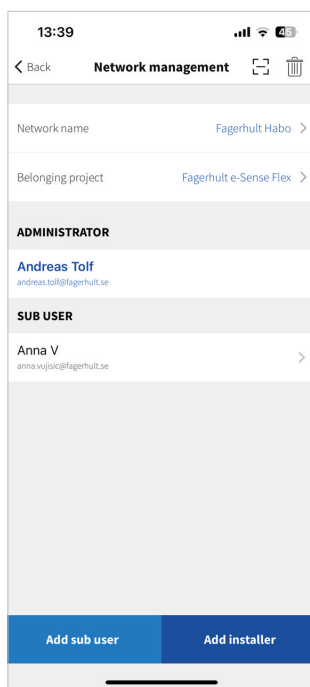 13:39
45
Back
Network management
Network name
Fagerhult Habo
Belonging project
Fagerhult e-Sense Flex
ADMINISTRATOR
Andreas Tolf
andreas.tolf@fagerhult.se
SUB USER
Anna V
anna.vujisic@fagerhult.se
Add sub user
Add installer